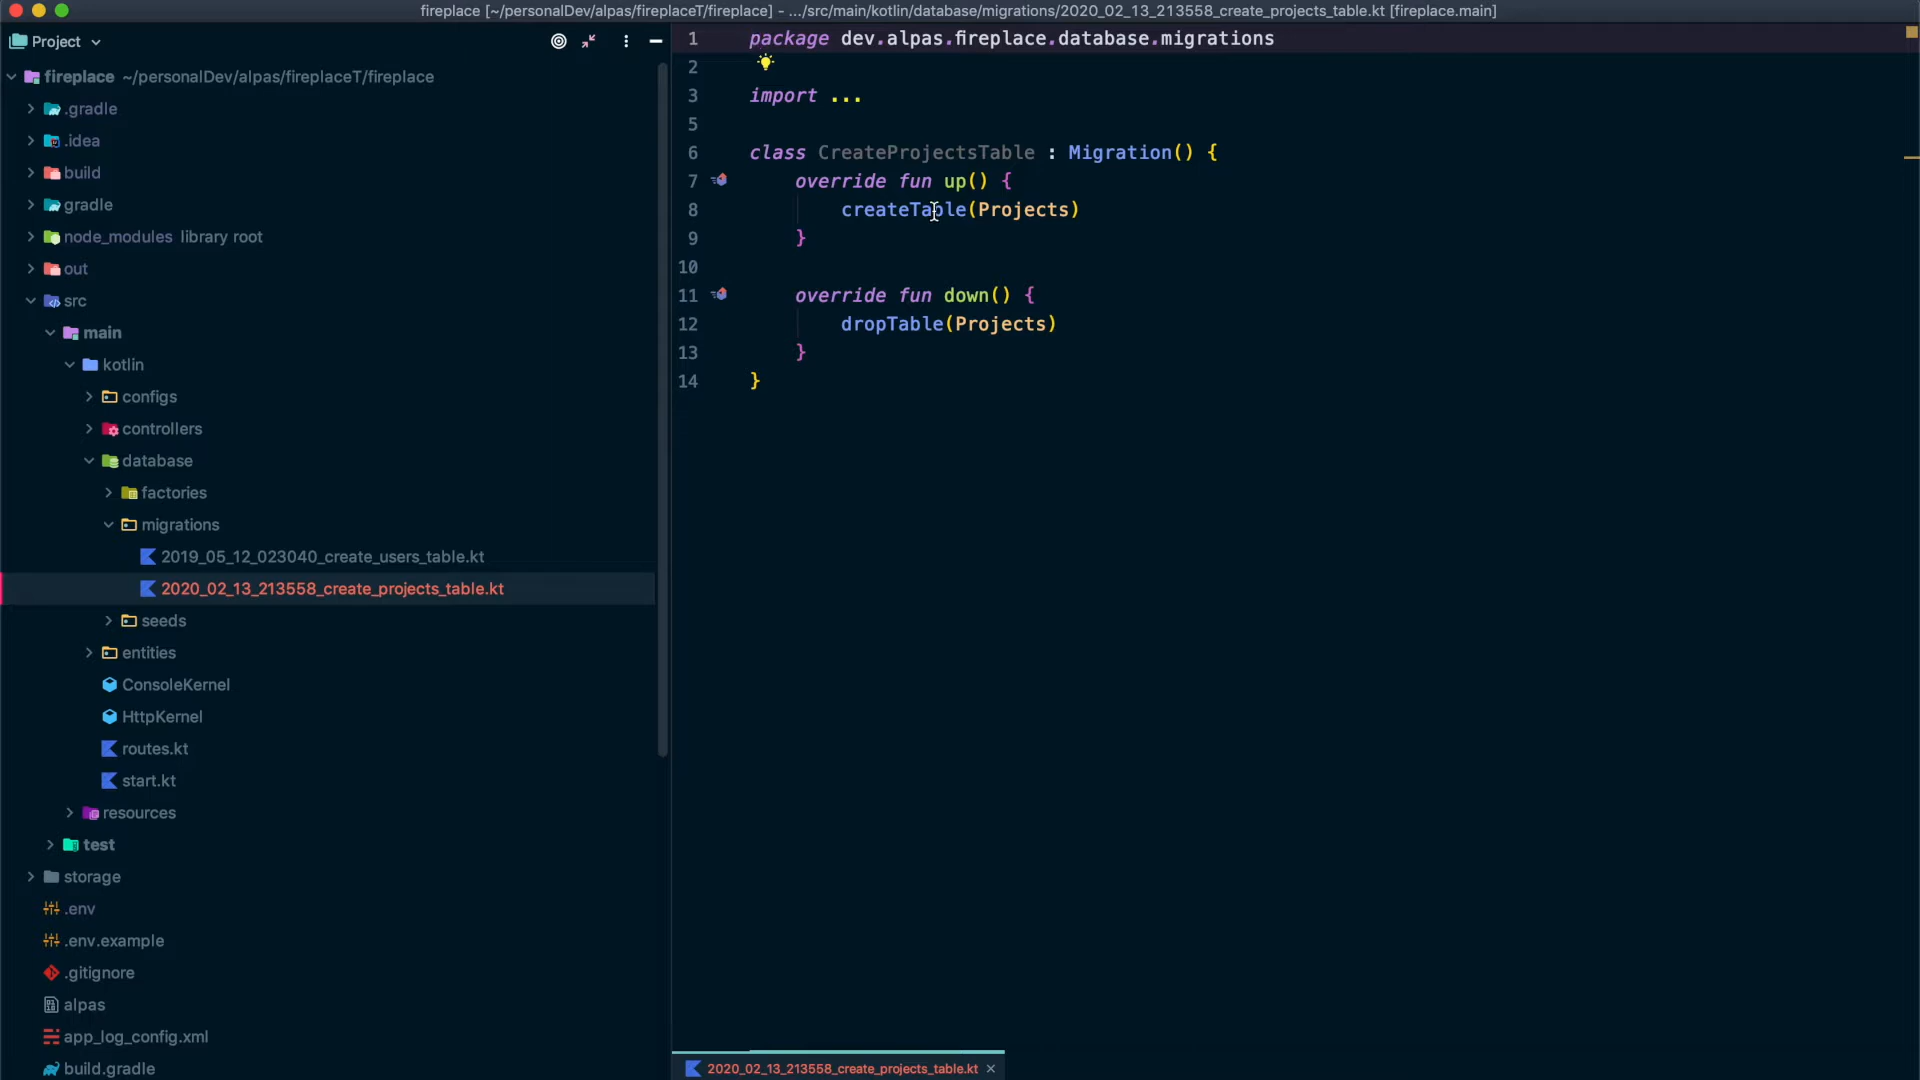 fireplace [~/personalDev/alpas/fireplaceT/fireplace] - .../src/main/kotlin/database/migrations/2020_02_13_213558_create_projects_table.kt [fireplace.main]
Project
fireplace ~/personalDev/alpas/fireplaceT/fireplace
.gradle
.idea
build
gradle
node_modules library root
out
src
main
kotlin
configs
controllers
database
factories
migrations
2019_05_12_023040_create_users_table.kt
2020_02_13_213558_create_projects_table.kt
seeds
entities
ConsoleKernel
HttpKernel
routes.kt
start.kt
resources
test
storage
.env
.env.example
.gitignore
alpas
app_log_config.xml
build.gradle
1 package dev.alpas.fireplace.database.migrations
2
3 import ...
5
6 class CreateProjectsTable : Migration() {
7 override fun up() {
8 createTable(Projects)
9 }
10
11 override fun down() {
12 dropTable(Projects)
13 }
14 }
2020_02_13_213558_create_projects_table.kt